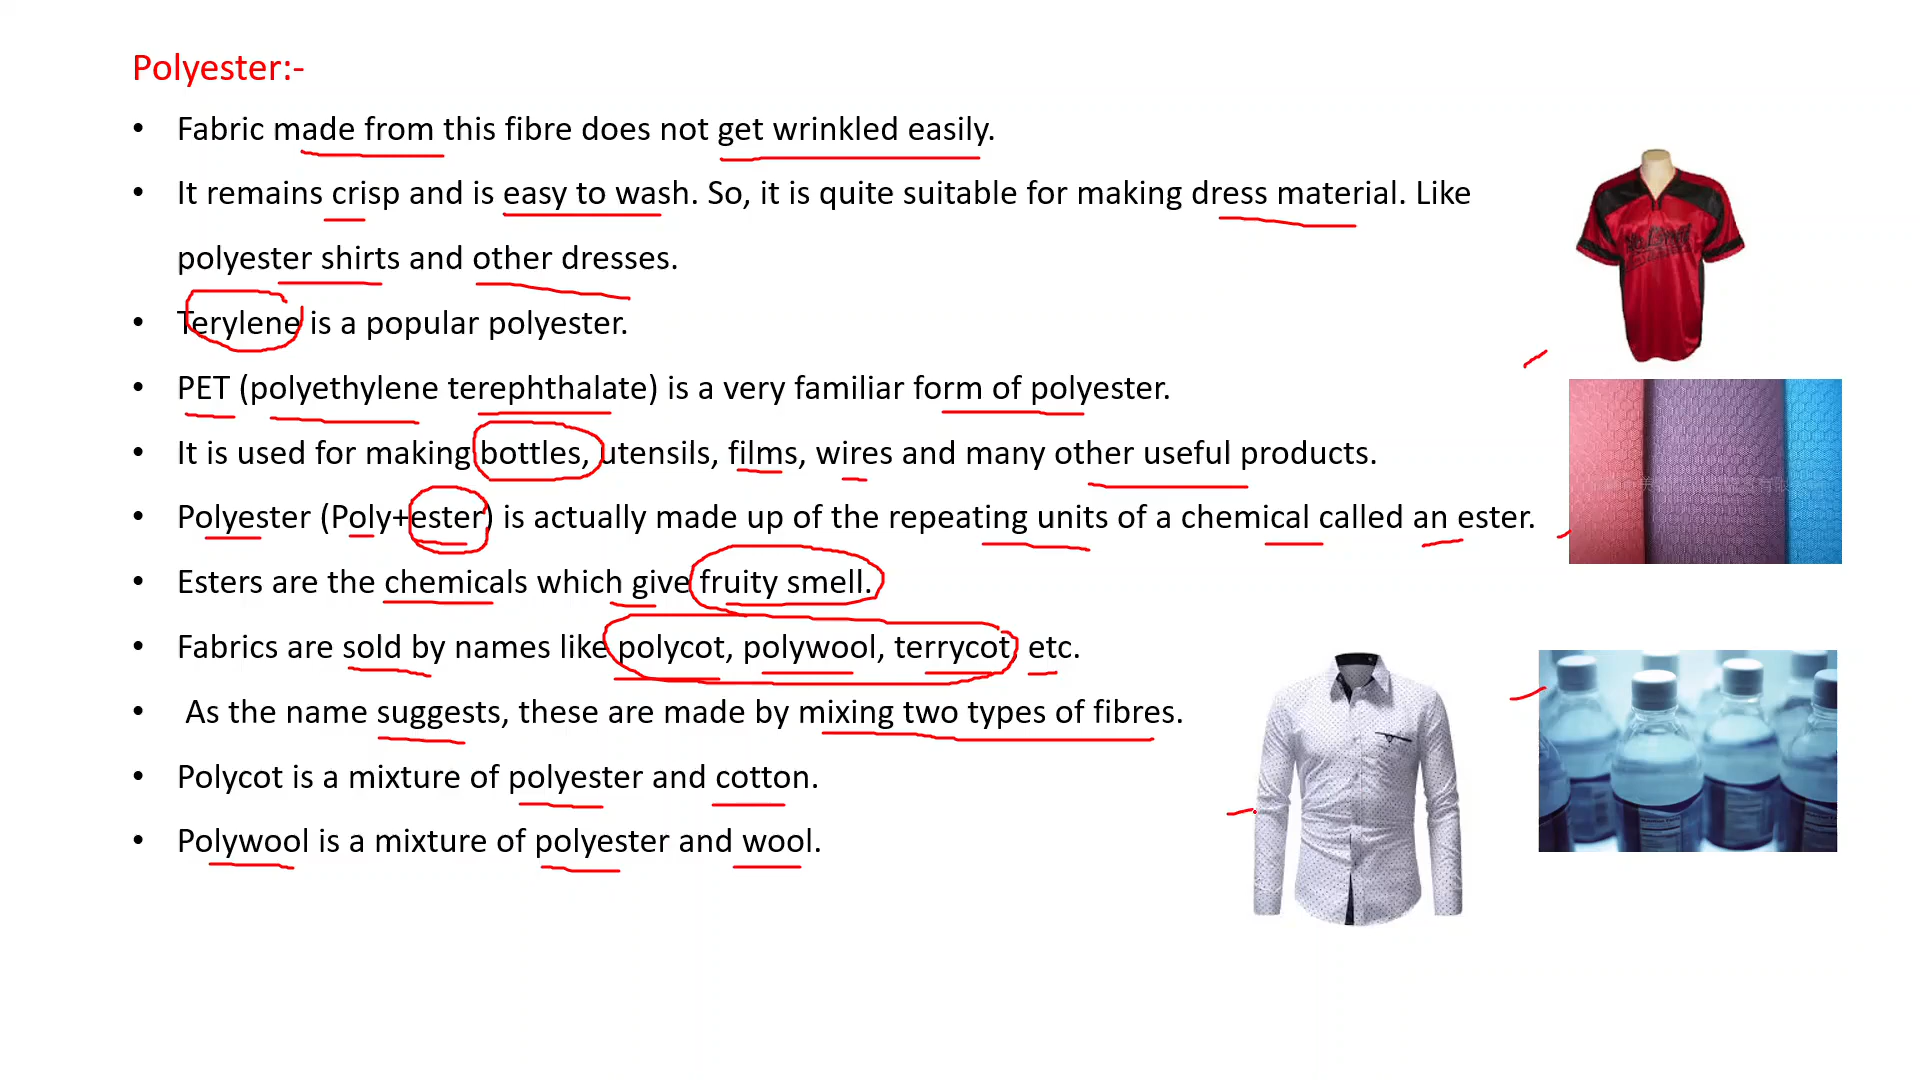 Polyester:-
• Fabric made from this fibre does not get wrinkled easily.
• It remains crisp and is easy to wash. So, it is quite suitable for making dress material. Like
polyester shirts and other dresses.
• Terylene is a popular polyester.
• PET (polyethylene terephthalate) is a very familiar form of polyester.
• It is used for making bottles, utensils, films, wires and many other useful products.
• Polyester (Poly+ester) is actually made up of the repeating units of a chemical called an ester.
• Esters are the chemicals which give fruity smell.
• Fabrics are sold by names like polycot, polywool, terrycot, etc.
• As the name suggests, these are made by mixing two types of fibres.
• Polycot is a mixture of polyester and cotton.
• Polywool is a mixture of polyester and wool.